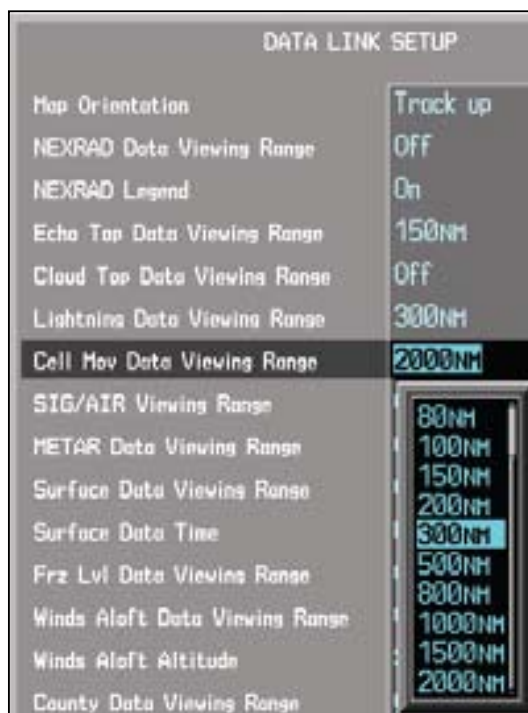 DATA LINK SETUP
Map Orientation Track up
NEXRAD Data Viewing Range Off
NEXRAD Legend On
Echo Top Data Viewing Range 150NM
Cloud Top Data Viewing Range Off
Lightning Data Viewing Range 300NM
Cell Mov Data Viewing Range 2000NM
SIG/AIR Viewing Range
80NM
METAR Data Viewing Range
100NM
150NM
Surface Data Viewing Range
200NM
Surface Data Time
300NM
Frz Lvl Data Viewing Range
500NM
800NM
Winds Aloft Data Viewing Range
1000NM
Winds Aloft Altitude
1500NM
County Data Viewing Range
2000NM